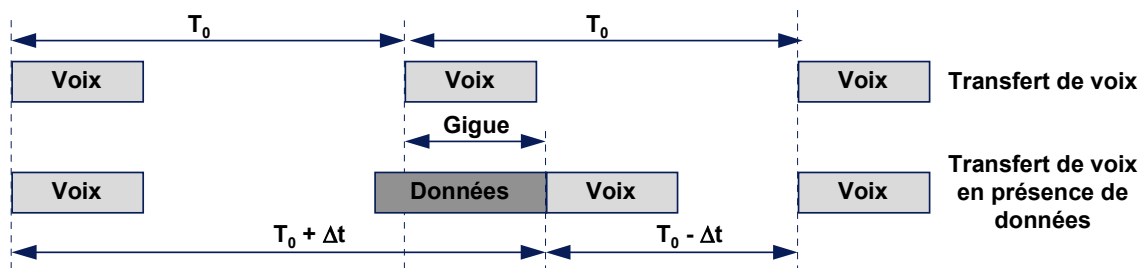 T0 T0
Voix Voix Voix Transfert de voix
Gigue
Voix Données Voix Voix Transfert de voix
en présence de
données
T0 + Δt T0 - Δt